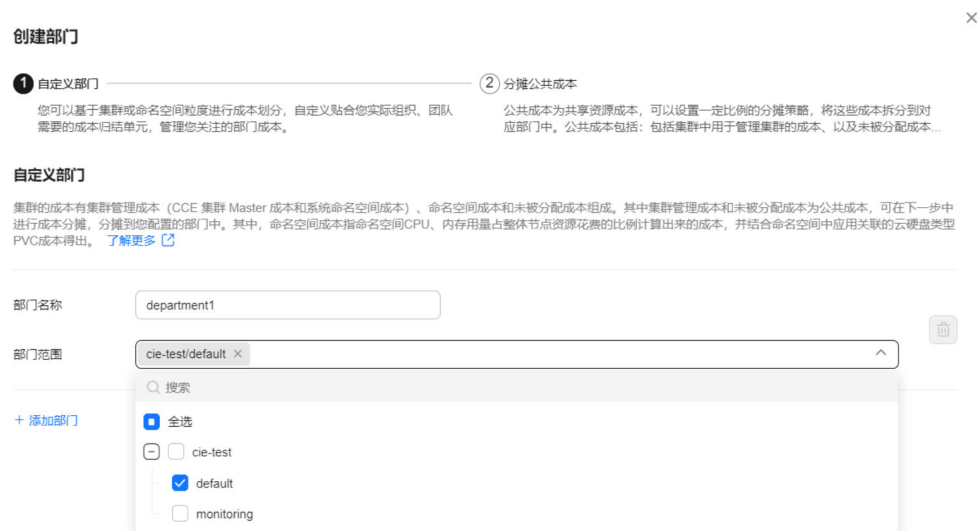 创建部门
1 自定义部门
2 分摊公共成本
您可以基于集群或命名空间粒度进行成本划分，自定义贴合您实际组织、团队
需要的成本归结单元，管理您关注的部门成本。
公共成本为共享资源成本，可以设置一定比例的分摊策略，将这些成本拆分到对
应部门中。公共成本包括：包括集群中用于管理集群的成本、以及未被分配成本...
自定义部门
集群的成本有集群管理成本（CCE 集群 Master 成本和系统命名空间成本）、命名空间成本和未被分配成本组成。其中集群管理成本和未被分配成本为公共成本，可在下一步中
进行成本分摊，分摊到您配置的部门中。其中，命名空间成本指命名空间CPU、内存用量占整体节点资源花费的比例计算出来的成本，并结合命名空间中应用关联的云硬盘类型
PVC成本得出。 了解更多
部门名称
department1
部门范围
cie-test/default ×
搜索
+ 添加部门
全选
cie-test
default
monitoring